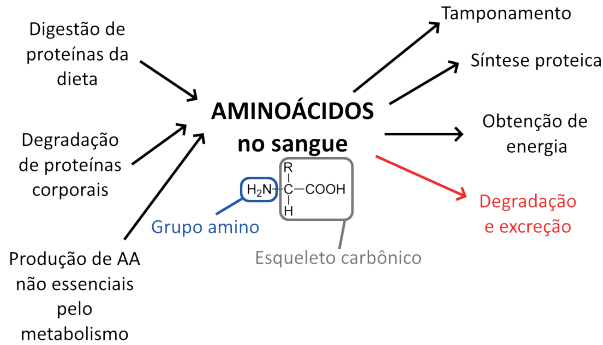 Digestão de
proteínas da
dieta
Degradação
de proteínas
corporais
Produção de AA
não essenciais
pelo
metabolismo
AMINOÁCIDOS
no sangue
R
H₂N–C–COOH
H
Grupo amino
Esqueleto carbônico
Tamponamento
Síntese proteica
Obtenção de
energia
Degradação
e excreção